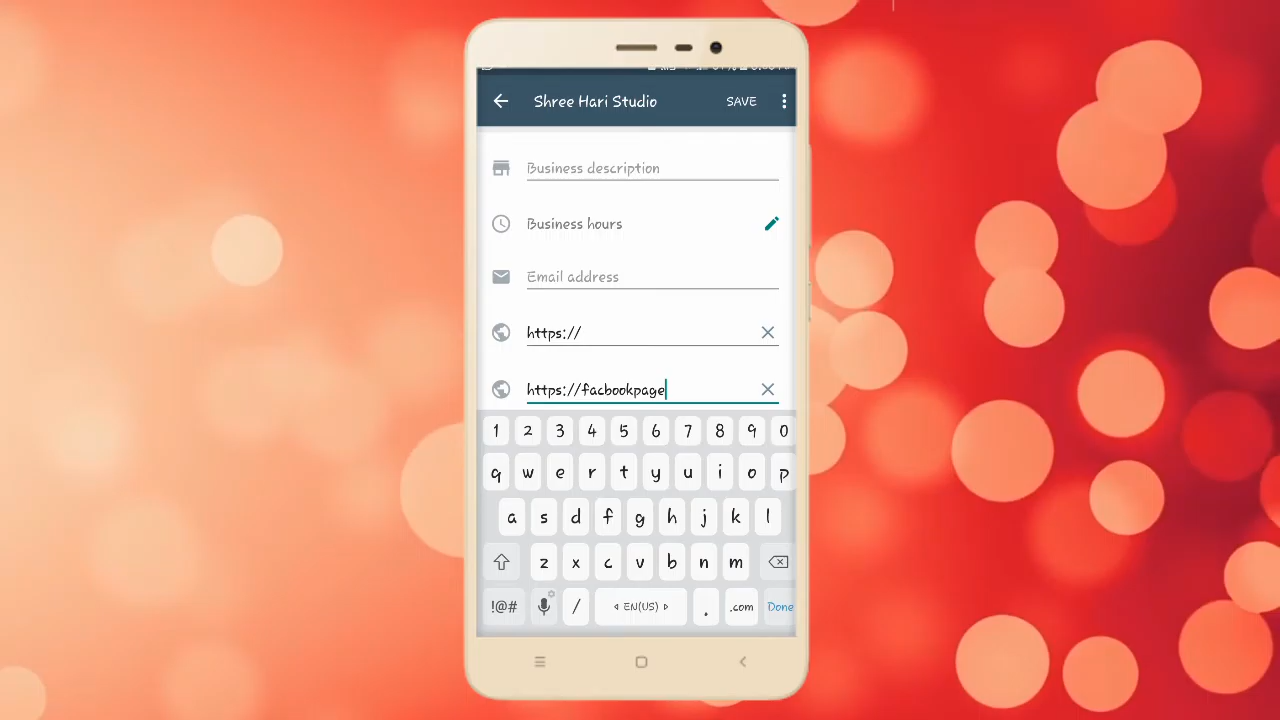 Shree Hari Studio SAVE
Business description
Business hours
Email address
https://
https://facbookpage
1 2 3 4 5 6 7 8 9 0
q w e r t y u i o p
a s d f g h j k l
z x c v b n m
!@# / EN(US) . .com Done